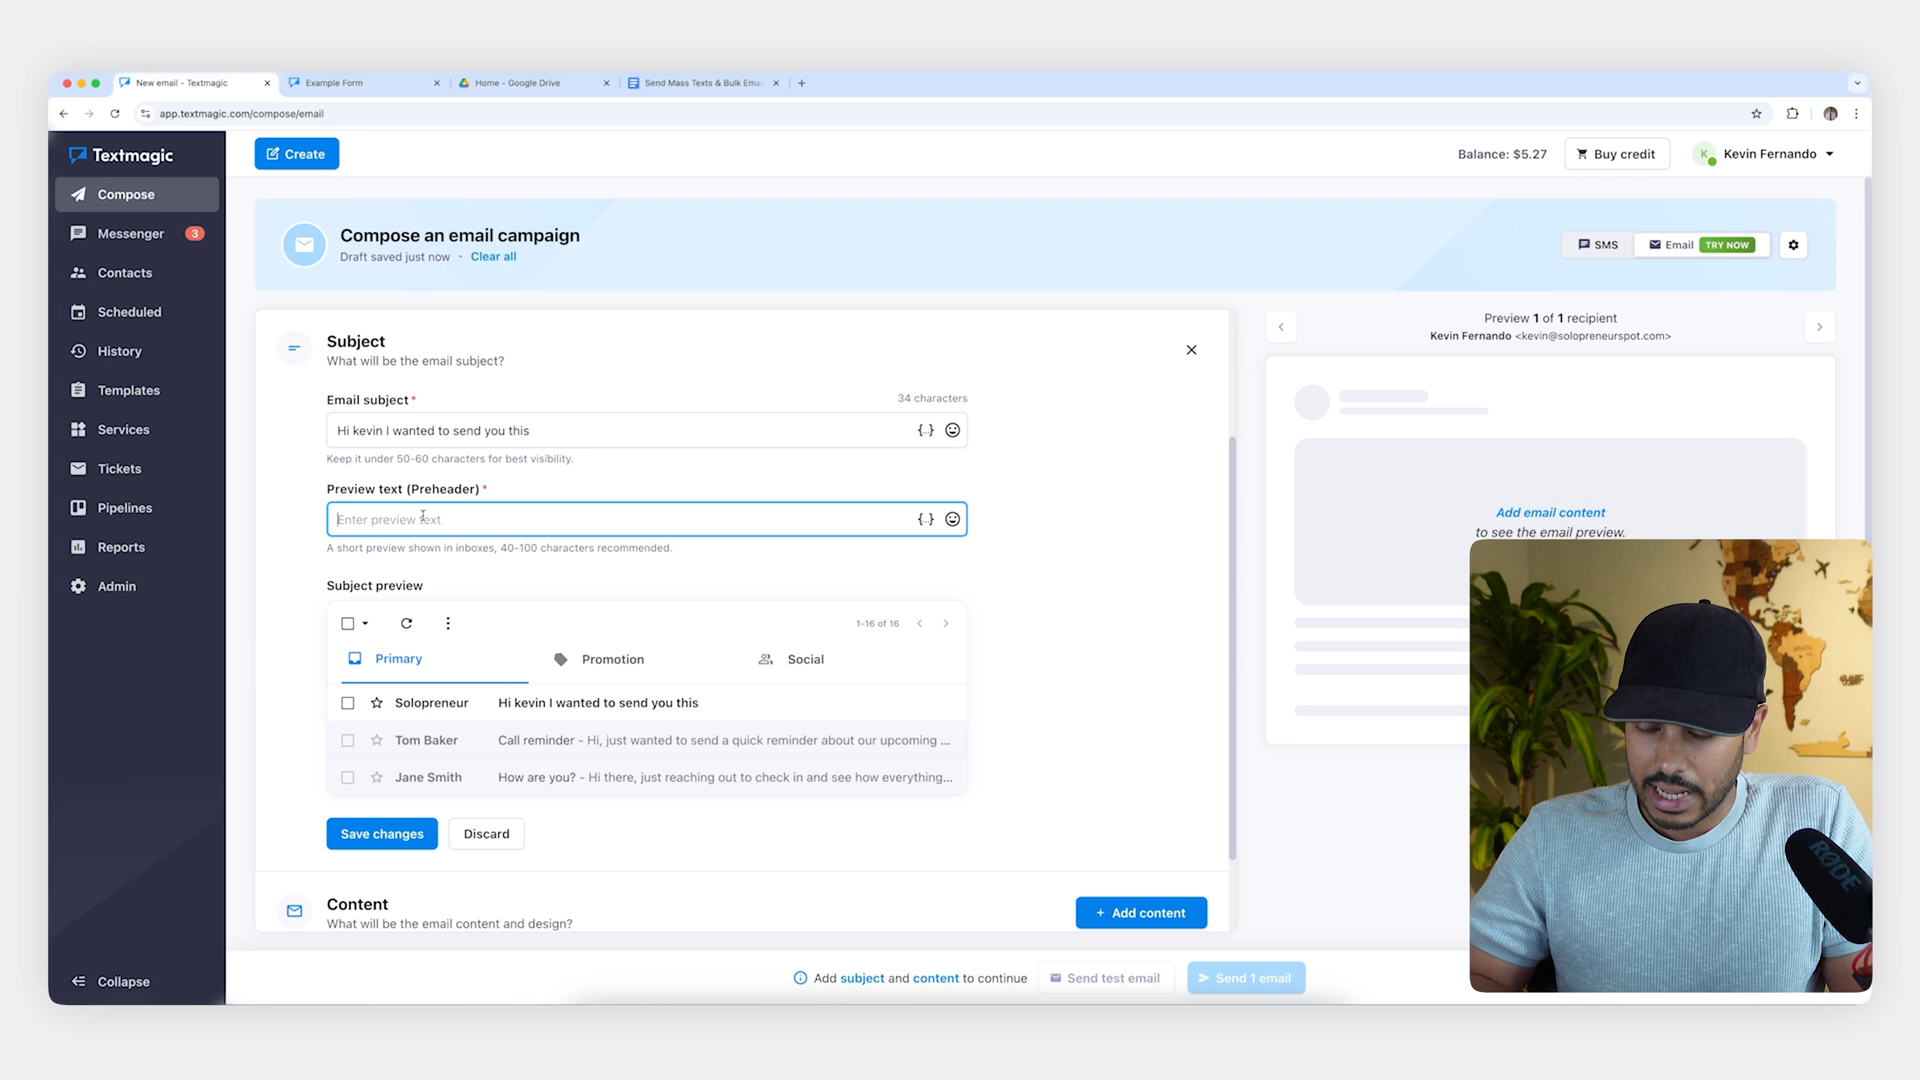 New email - Textmagic
Example Form
Home - Google Drive
Send Mass Texts & Bulk Ema
app.textmagic.com/compose/email
Textmagic
Create
Balance: $5.27
Buy credit
K
Kevin Fernando
Compose
Messenger
3
Contacts
Scheduled
History
Templates
Services
Tickets
Pipelines
Reports
Admin
Collapse
Compose an email campaign
Draft saved just now · Clear all
SMS
Email
TRY NOW
Subject
What will be the email subject?
Email subject*
34 characters
Hi kevin I wanted to send you this
Keep it under 50-60 characters for best visibility.
Preview text (Preheader) *
Enter preview text
A short preview shown in inboxes, 40-100 characters recommended.
Subject preview
1-16 of 16
Primary
Promotion
Social
Solopreneur
Hi kevin I wanted to send you this
Tom Baker
Call reminder - Hi, just wanted to send a quick reminder about our upcoming ...
Jane Smith
How are you? - Hi there, just reaching out to check in and see how everything...
Save changes
Discard
Content
What will be the email content and design?
+ Add content
Add subject and content to continue
Send test email
Send 1 email
Preview 1 of 1 recipient
Kevin Fernando <kevin@solopreneurspot.com>
Add email content
to see the email preview.
BRAZIL
RØDE